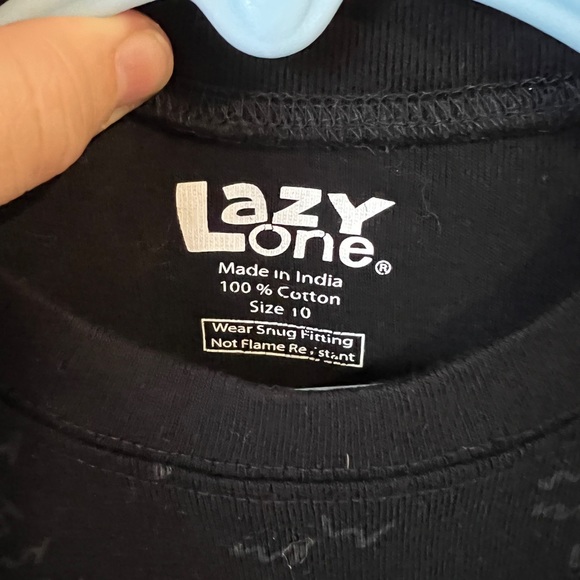 Lazy
One®
Made in India
100 % Cotton
Size 10
Wear Snug Fitting
Not Flame Resistant